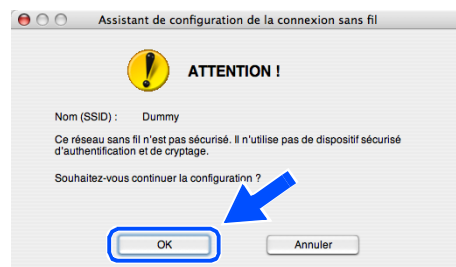 Assistant de configuration de la connexion sans fil
ATTENTION !
Nom (SSID) : Dummy
Ce réseau sans fil n'est pas sécurisé. Il n'utilise pas de dispositif sécurisé
d'authentification et de cryptage.
Souhaitez-vous continuer la configuration ?
OK Annuler